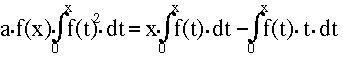 a·f(x)·∫₀ˣ f(t)²·dt = x·∫₀ˣ f(t)·dt − ∫₀ˣ f(t)·t·dt